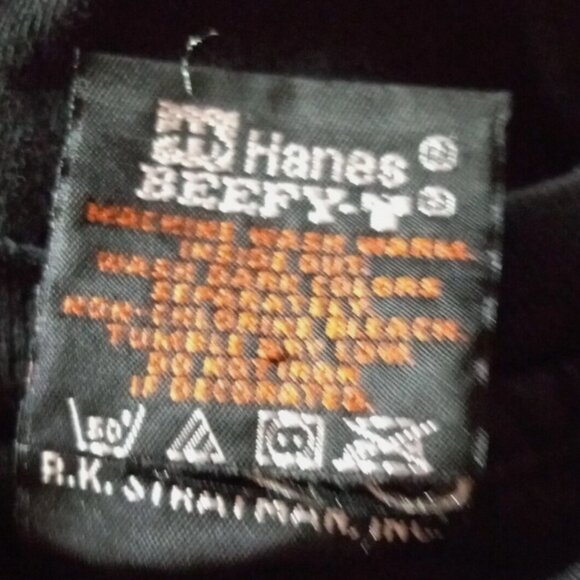 Hanes ®
BEEFY-T ®
MACHINE WASH WARM,
INSIDE OUT
WASH DARK COLORS
SEPARATELY
NON-CHLORINE BLEACH
TUMBLE DRY LOW
DO NOT IRON
IF DECORATED
50°
R.K. STRATMAN, INC.